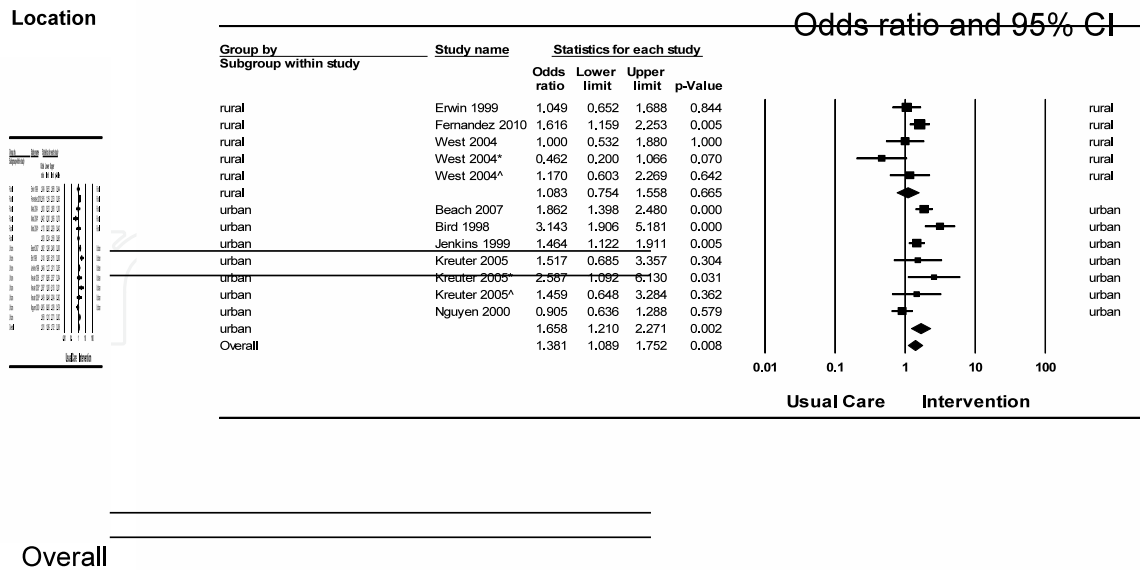 Location
Odds ratio and 95% CI
Group by Study name Statistics for each study
Subgroup within study
Odds Lower Upper
ratio limit limit p-Value
rural Erwin 1999 1.049 0.652 1.688 0.844 rural
rural Fernandez 2010 1.616 1.159 2.253 0.005 rural
rural West 2004 1.000 0.532 1.880 1.000 rural
rural West 2004* 0.462 0.200 1.066 0.070 rural
rural West 2004^ 1.170 0.603 2.269 0.642 rural
rural 1.083 0.754 1.558 0.665
urban Beach 2007 1.862 1.398 2.480 0.000 urban
urban Bird 1998 3.143 1.906 5.181 0.000 urban
urban Jenkins 1999 1.464 1.122 1.911 0.005 urban
urban Kreuter 2005 1.517 0.685 3.357 0.304 urban
urban Kreuter 2005* 2.587 1.092 6.130 0.031 urban
urban Kreuter 2005^ 1.459 0.648 3.284 0.362 urban
urban Nguyen 2000 0.905 0.636 1.288 0.579 urban
urban 1.658 1.210 2.271 0.002
Overall 1.381 1.089 1.752 0.008
0.01 0.1 1 10 100
Usual Care Intervention
Overall